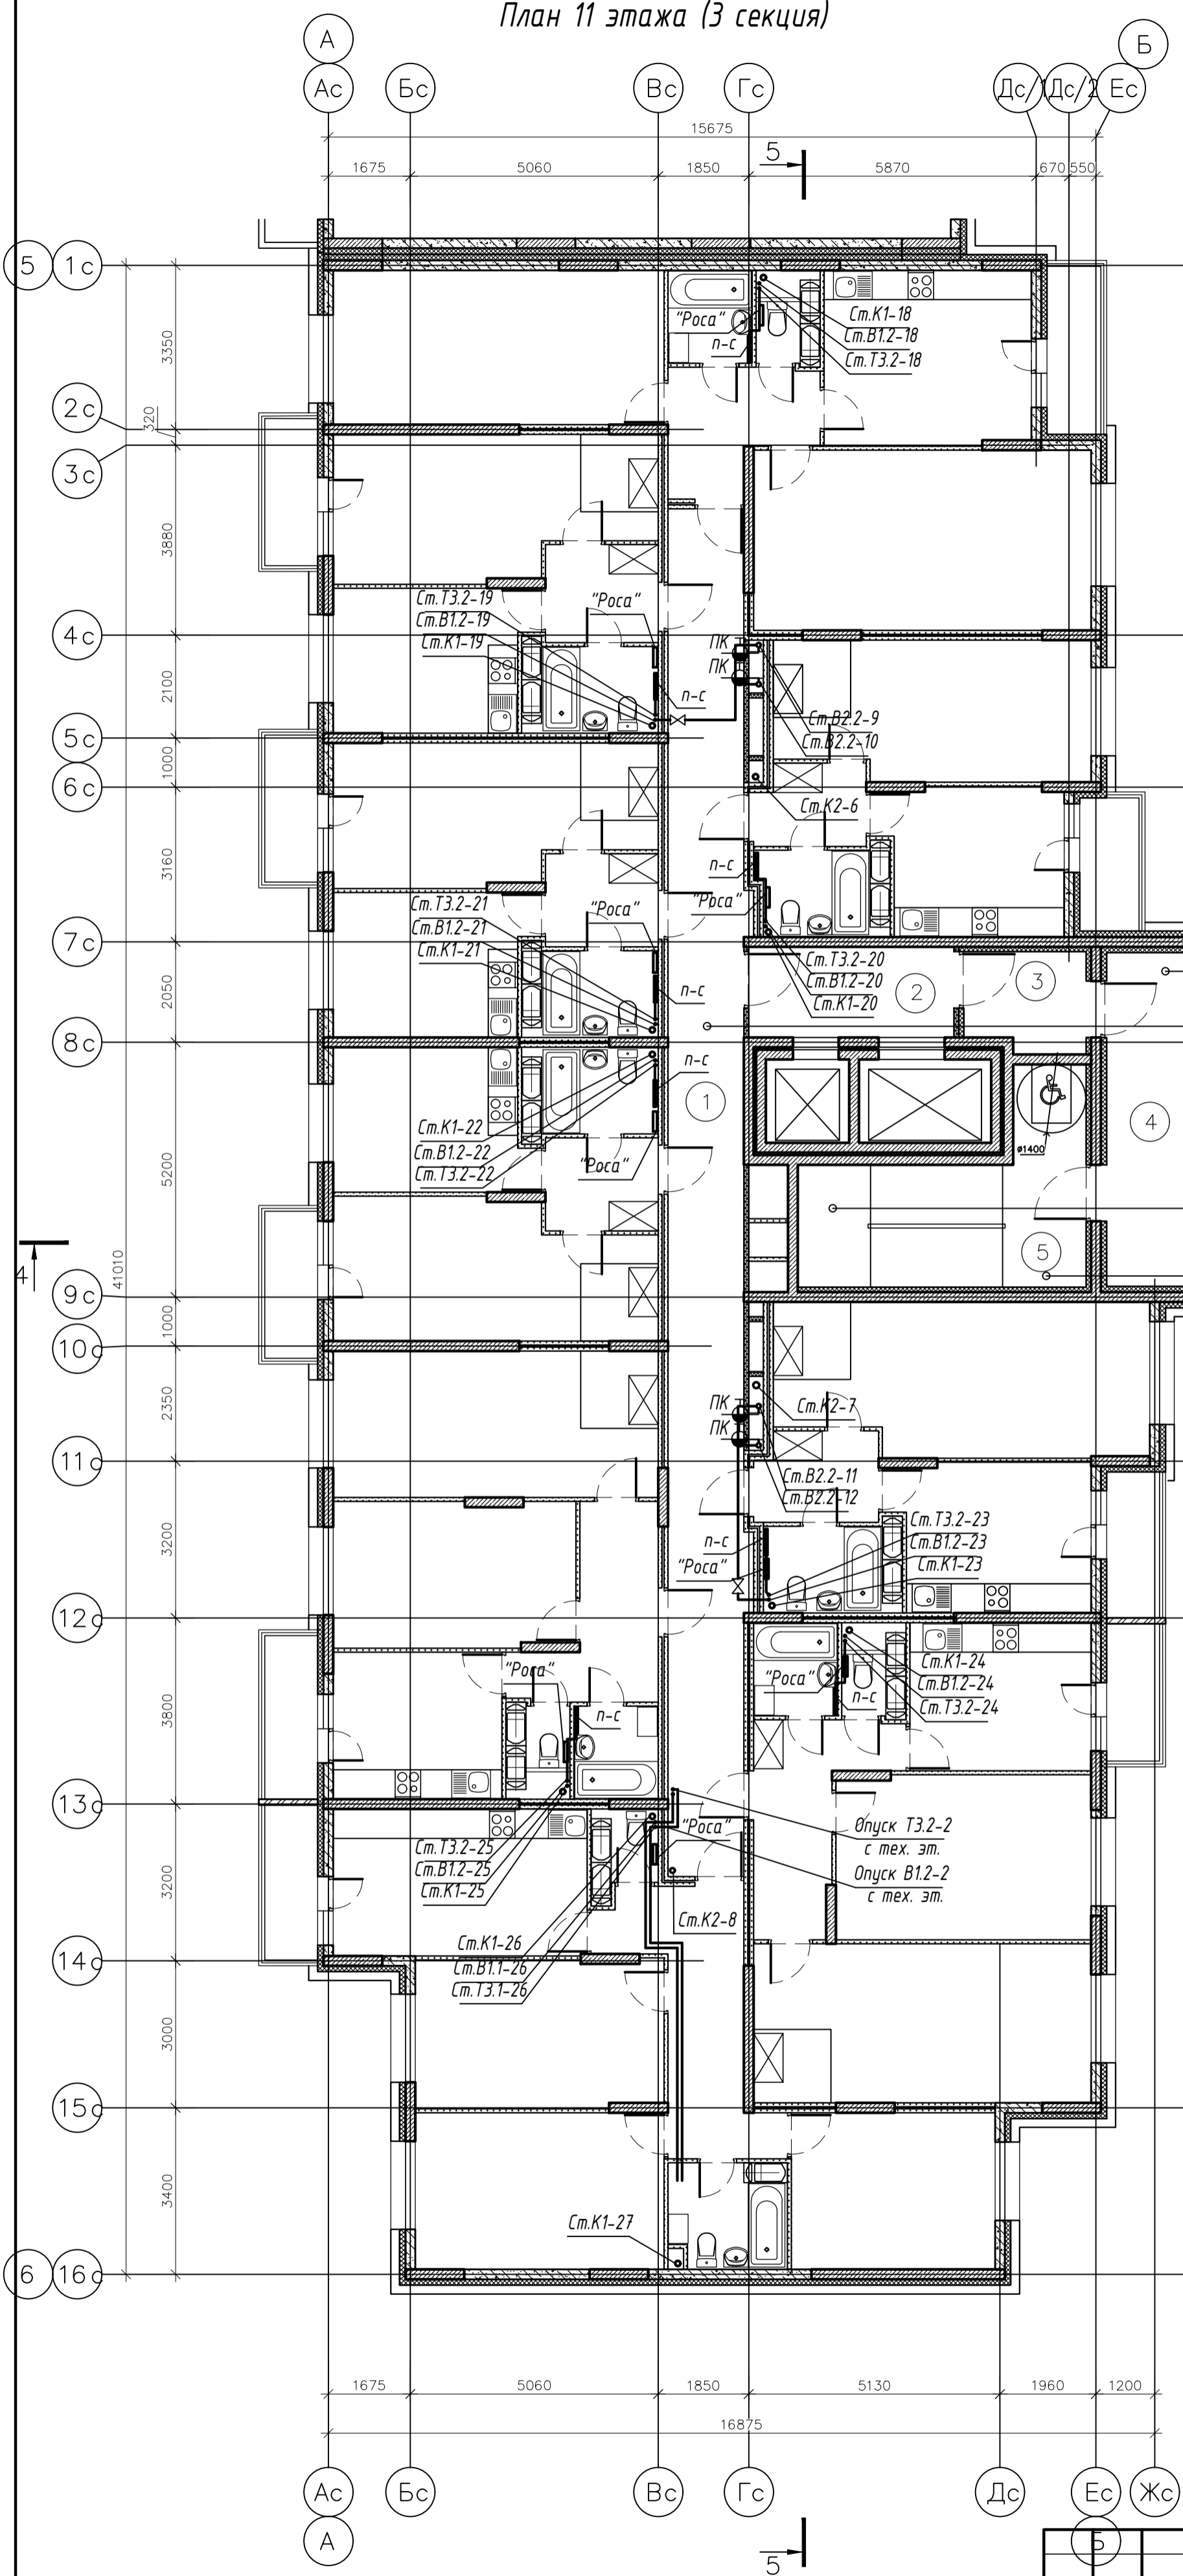 План 11 этажа (3 секция)
А
Б
Ас
Бс
Вс
Гс
Дс/1
Дс/2
Ес
15675
5
1675
5060
1850
5870
670
550
5
1с
"Роса"
п-с
Ст.К1-18
Ст.В1.2-18
Ст.Т3.2-18
3350
2с
320
3с
3880
Ст.Т3.2-19
Ст.В1.2-19
Ст.К1-19
"Роса"
4с
ПК
ПК
2100
п-с
Ст.В2.2-9
Ст.В2.2-10
5с
1000
6с
Ст.К2-6
3160
п-с
"Роса"
Ст.Т3.2-21
Ст.В1.2-21
Ст.К1-21
"Роса"
7с
Ст.Т3.2-20
Ст.В1.2-20
Ст.К1-20
2
3
2050
п-с
8с
п-с
1
4
Ст.К1-22
Ст.В1.2-22
Ст.Т3.2-22
"Роса"
ø1400
5200
5
4
41010
9с
1000
10с
2350
ПК
ПК
Ст.К2-7
11с
Ст.В2.2-11
Ст.В2.2-12
3200
п-с
"Роса"
Ст.Т3.2-23
Ст.В1.2-23
Ст.К1-23
12с
"Роса"
"Роса"
п-с
Ст.К1-24
Ст.В1.2-24
Ст.Т3.2-24
3800
п-с
13с
Опуск Т3.2-2
с тех. эт.
"Роса"
Ст.Т3.2-25
Ст.В1.2-25
Ст.К1-25
Опуск В1.2-2
с тех. эт.
3200
Ст.К2-8
Ст.К1-26
Ст.В1.1-26
Ст.Т3.1-26
14с
3000
15с
3400
Ст.К1-27
6
16с
1675
5060
1850
5130
1960
1200
16875
Ас
Бс
Вс
Гс
Дс
Ес
Жс
А
Б
5